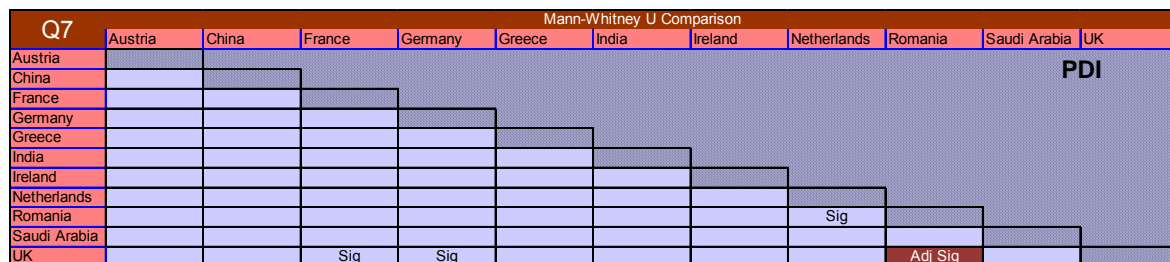 Q7
Mann-Whitney U Comparison
Austria China France Germany Greece India Ireland Netherlands Romania Saudi Arabia UK
Austria
PDI
China
France
Germany
Greece
India
Ireland
Netherlands
Romania Sig
Saudi Arabia
UK Sig Sig Adj Sig